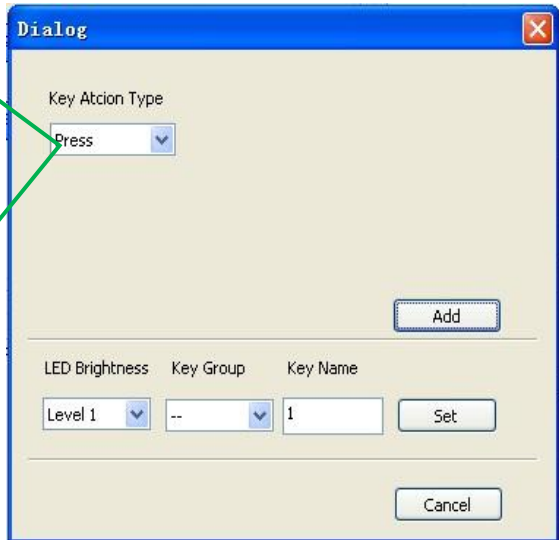 Dialog
Key Atcion Type
Press
Add
LED Brightness Key Group Key Name
Level 1 -- 1 Set
Cancel